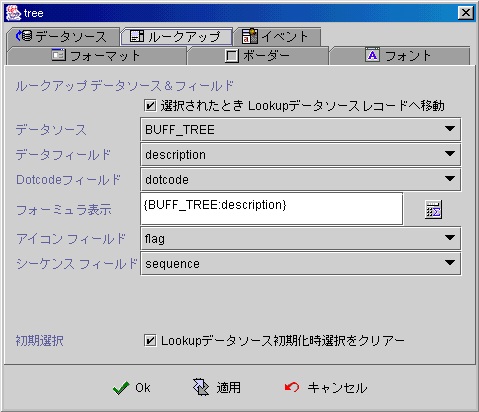 tree
データソース ルークアップ イベント
フォーマット ボーダー フォント
ルークアップ データソース＆フィールド
選択されたとき Lookupデータソースレコードへ移動
データソース BUFF_TREE
データフィールド description
Dotcodeフィールド dotcode
フォーミュラ表示 {BUFF_TREE:description}
アイコン フィールド flag
シーケンス フィールド sequence
初期選択 Lookupデータソース初期化時選択をクリアー
Ok 適用 キャンセル